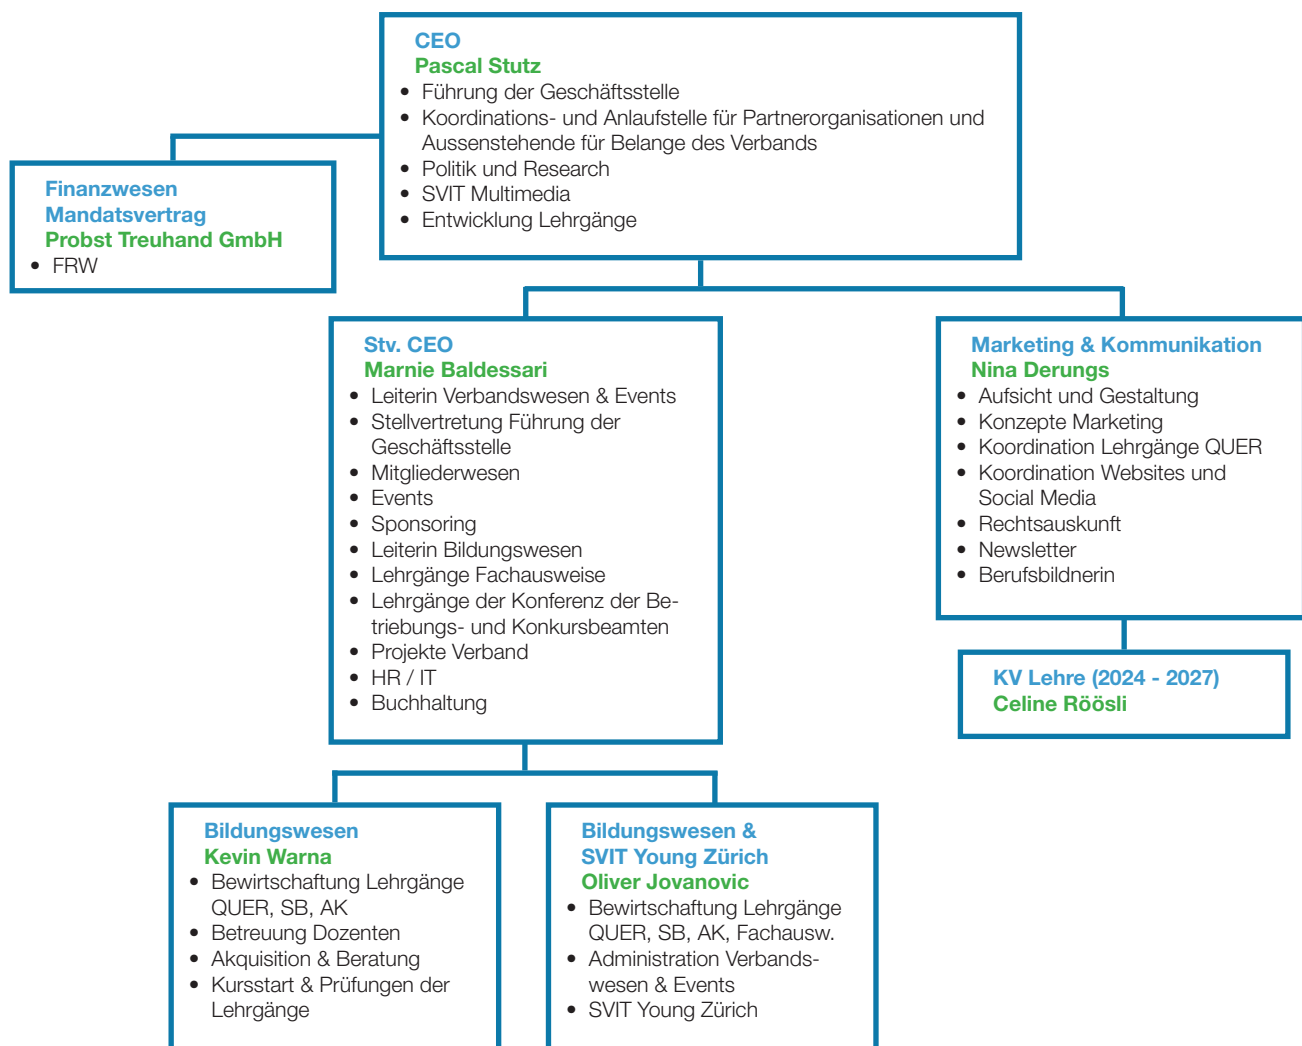 CEO
Pascal Stutz
• Führung der Geschäftsstelle
• Koordinations- und Anlaufstelle für Partnerorganisationen und
Aussenstehende für Belange des Verbands
• Politik und Research
• SVIT Multimedia
• Entwicklung Lehrgänge
Finanzwesen
Mandatsvertrag
Probst Treuhand GmbH
• FRW
Stv. CEO
Marnie Baldessari
• Leiterin Verbandswesen & Events
• Stellvertretung Führung der
Geschäftsstelle
• Mitgliederwesen
• Events
• Sponsoring
• Leiterin Bildungswesen
• Lehrgänge Fachausweise
• Lehrgänge der Konferenz der Be-
triebungs- und Konkursbeamten
• Projekte Verband
• HR / IT
• Buchhaltung
Marketing & Kommunikation
Nina Derungs
• Aufsicht und Gestaltung
• Konzepte Marketing
• Koordination Lehrgänge QUER
• Koordination Websites und
Social Media
• Rechtsauskunft
• Newsletter
• Berufsbildnerin
KV Lehre (2024 - 2027)
Celine Röösli
Bildungswesen
Kevin Warna
• Bewirtschaftung Lehrgänge
QUER, SB, AK
• Betreuung Dozenten
• Akquisition & Beratung
• Kursstart & Prüfungen der
Lehrgänge
Bildungswesen &
SVIT Young Zürich
Oliver Jovanovic
• Bewirtschaftung Lehrgänge
QUER, SB, AK, Fachausw.
• Administration Verbands-
wesen & Events
• SVIT Young Zürich